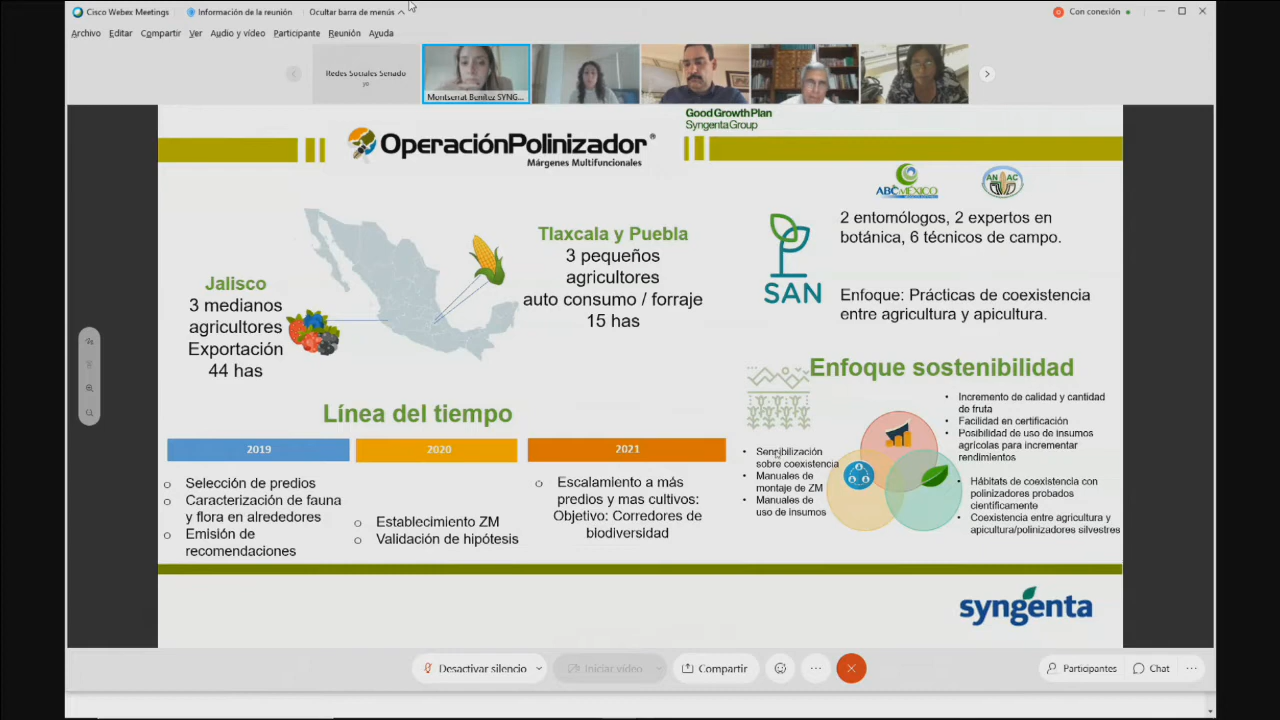 Cisco Webex Meetings
Información de la reunión
Ocultar barra de menús
Con conexión
Archivo Editar Compartir Ver Audio y vídeo Participante Reunión Ayuda
Redes Sociales Senado
yo
Montserrat Benítez SYNG...
Good Growth Plan
Syngenta Group
OperaciónPolinizador®
Márgenes Multifuncionales
ABC MÉXICO
Tlaxcala y Puebla
3 pequeños
agricultores
auto consumo / forraje
15 has
Jalisco
3 medianos
agricultores
Exportación
44 has
SAN
2 entomólogos, 2 expertos en
botánica, 6 técnicos de campo.
Enfoque: Prácticas de coexistencia
entre agricultura y apicultura.
Línea del tiempo
2019
o Selección de predios
o Caracterización de fauna
y flora en alrededores
o Emisión de
recomendaciones
2020
o Establecimiento ZM
o Validación de hipótesis
2021
o Escalamiento a más
predios y mas cultivos:
Objetivo: Corredores de
biodiversidad
Enfoque sostenibilidad
• Sensibilización
sobre coexistencia
• Manuales de
montaje de ZM
• Manuales de
uso de insumos
• Incremento de calidad y cantidad
de fruta
• Facilidad en certificación
• Posibilidad de uso de insumos
agrícolas para incrementar
rendimientos
• Hábitats de coexistencia con
polinizadores probados
científicamente
• Coexistencia entre agricultura y
apicultura/polinizadores silvestres
syngenta
Desactivar silencio
Iniciar vídeo
Compartir
Participantes
Chat